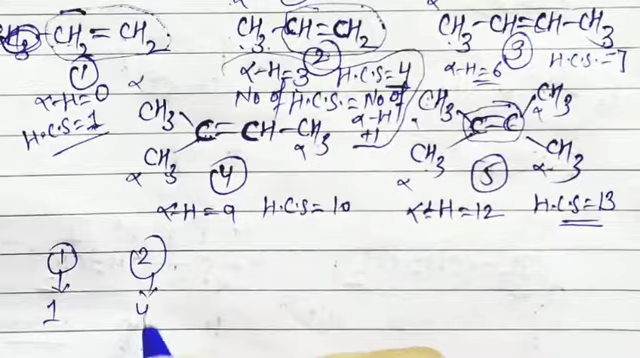 CH2=CH2
CH3-CH=CH2
CH3-CH=CH-CH3
① ② ③
α-H=0
H.C.S=1
α-H=3 H.C.S=4
No of H.C.S.=No of α-H +1
α-H=6 H.C.S=7
α α
CH3 CH3 CH3
C=CH-CH3 C=C
CH3 α CH3 CH3
α α α
④ ⑤
α-H=9 H.C.S=10 α-H=12 H.C.S=13
① ②
1 4